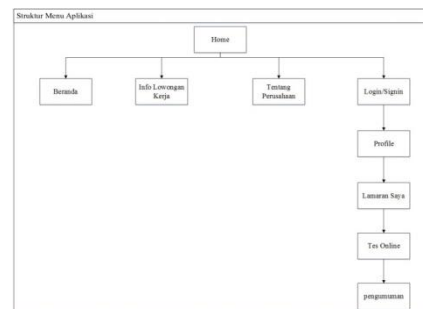 Struktur Menu Aplikasi
Home
Beranda
Info Lowongan
Kerja
Tentang
Perusahaan
Login/Signin
Profile
Lamaran Saya
Tes Online
pengumuman